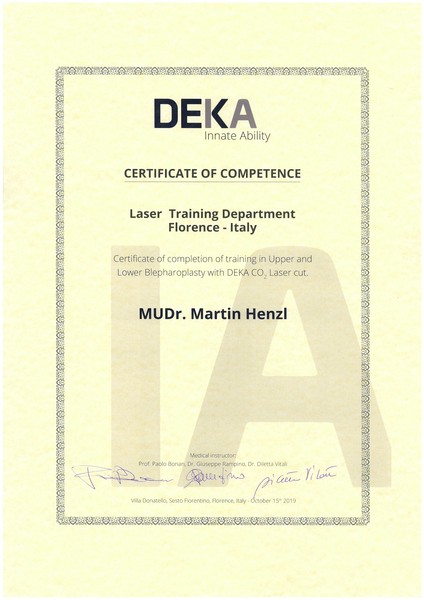 DEKA
Innate Ability
CERTIFICATE OF COMPETENCE
Laser Training Department
Florence - Italy
Certificate of completion of training in Upper and
Lower Blepharoplasty with DEKA CO₂ Laser cut.
MUDr. Martin Henzl
IA
Medical Instructor:
Prof. Paolo Bonan, Dr. Giuseppe Rampino, Dr. Diletta Vitali
Villa Donatello, Sesto Fiorentino, Florence, Italy - October 15th 2019